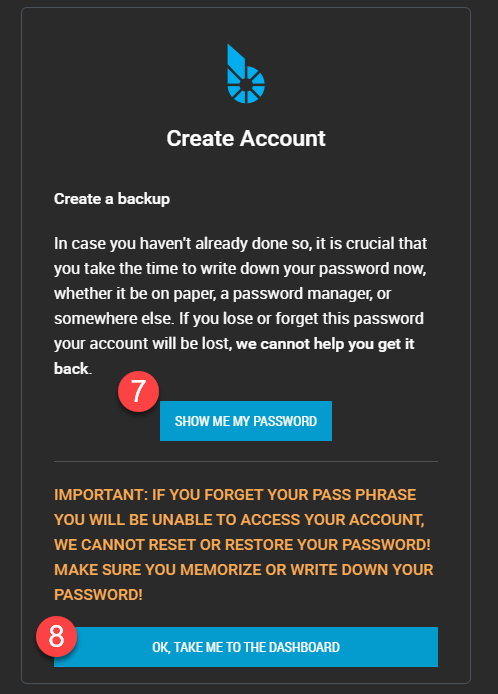 Create Account
Create a backup
In case you haven't already done so, it is crucial that
you take the time to write down your password now,
whether it be on paper, a password manager, or
somewhere else. If you lose or forget this password
your account will be lost, we cannot help you get it
back.
7
SHOW ME MY PASSWORD
IMPORTANT: IF YOU FORGET YOUR PASS PHRASE
YOU WILL BE UNABLE TO ACCESS YOUR ACCOUNT,
WE CANNOT RESET OR RESTORE YOUR PASSWORD!
MAKE SURE YOU MEMORIZE OR WRITE DOWN YOUR
PASSWORD!
8
OK, TAKE ME TO THE DASHBOARD